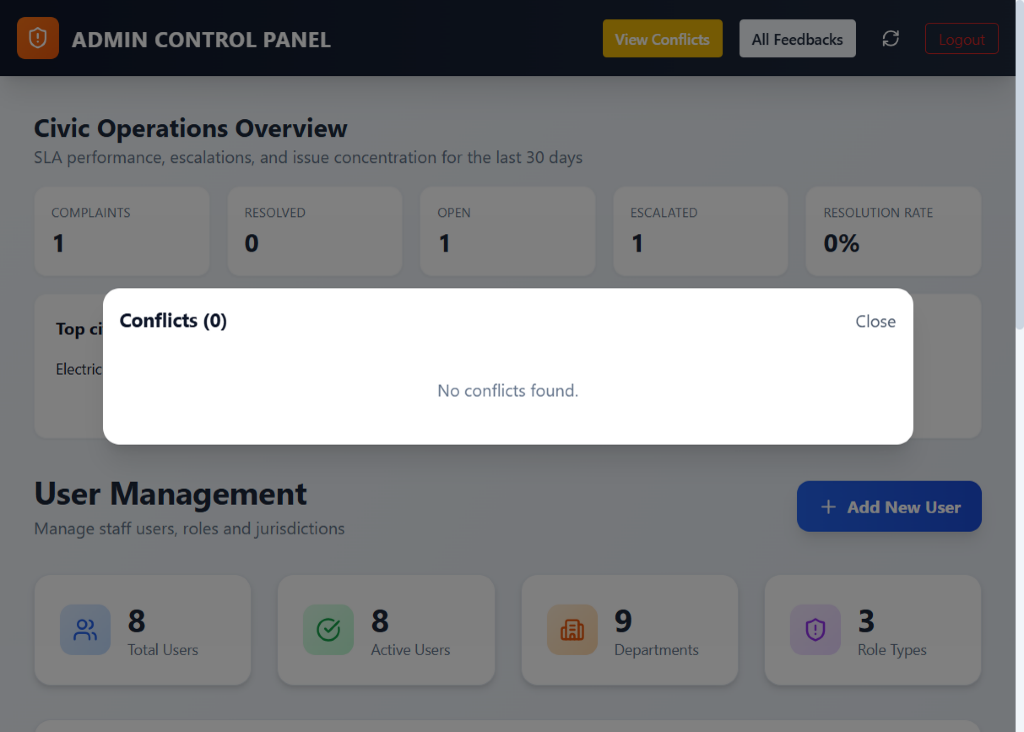 ADMIN CONTROL PANEL
View Conflicts
All Feedbacks
Logout
Civic Operations Overview
SLA performance, escalations, and issue concentration for the last 30 days
COMPLAINTS
1
RESOLVED
0
OPEN
1
ESCALATED
1
RESOLUTION RATE
0%
Top ci
Electric
Conflicts (0)
Close
No conflicts found.
User Management
Manage staff users, roles and jurisdictions
+ Add New User
8
Total Users
8
Active Users
9
Departments
3
Role Types